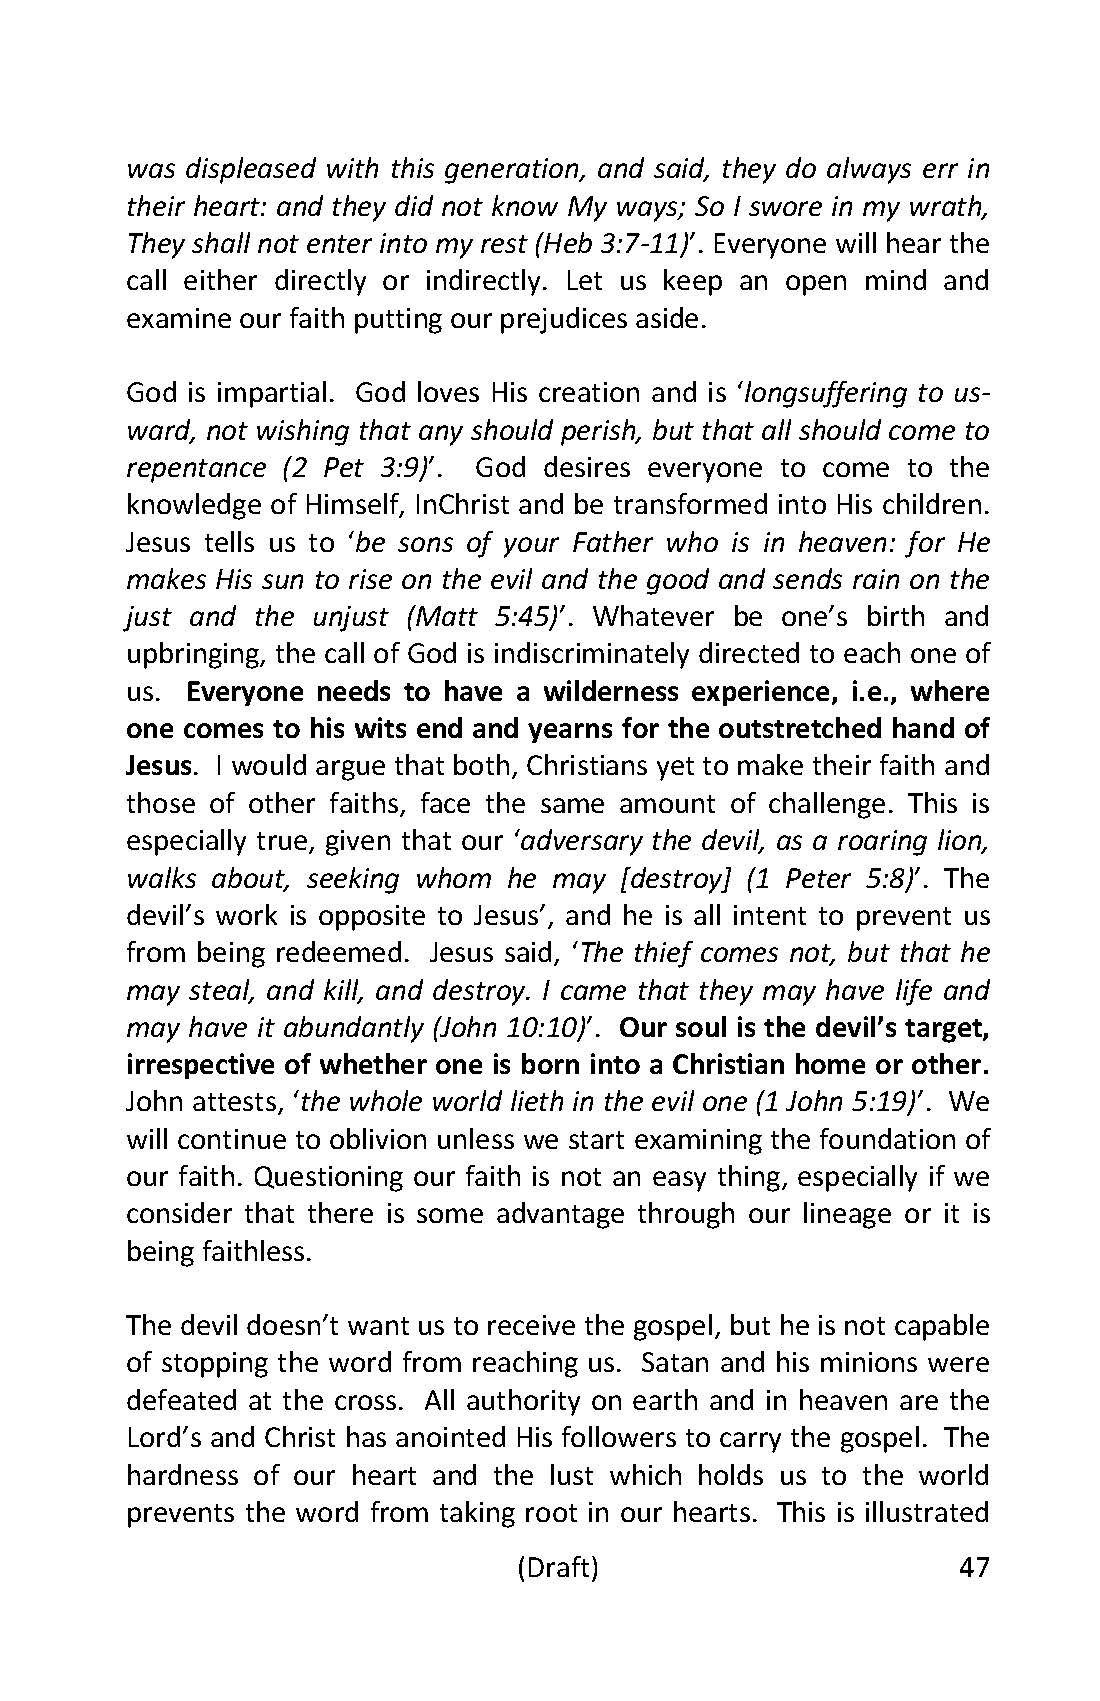 was displeased with this generation, and said, they do always err in
their heart: and they did not know My ways; So I swore in my wrath,
They shall not enter into my rest (Heb 3:7-11)’. Everyone will hear the
call either directly or indirectly. Let us keep an open mind and
examine our faith putting our prejudices aside.
God is impartial. God loves His creation and is ‘longsuffering to us-
ward, not wishing that any should perish, but that all should come to
repentance (2 Pet 3:9)’. God desires everyone to come to the
knowledge of Himself, InChrist and be transformed into His children.
Jesus tells us to ‘be sons of your Father who is in heaven: for He
makes His sun to rise on the evil and the good and sends rain on the
just and the unjust (Matt 5:45)’. Whatever be one’s birth and
upbringing, the call of God is indiscriminately directed to each one of
us. Everyone needs to have a wilderness experience, i.e., where
one comes to his wits end and yearns for the outstretched hand of
Jesus. I would argue that both, Christians yet to make their faith and
those of other faiths, face the same amount of challenge. This is
especially true, given that our ‘adversary the devil, as a roaring lion,
walks about, seeking whom he may [destroy] (1 Peter 5:8)’. The
devil’s work is opposite to Jesus’, and he is all intent to prevent us
from being redeemed. Jesus said, ‘The thief comes not, but that he
may steal, and kill, and destroy. I came that they may have life and
may have it abundantly (John 10:10)’. Our soul is the devil’s target,
irrespective of whether one is born into a Christian home or other.
John attests, ‘the whole world lieth in the evil one (1 John 5:19)’. We
will continue to oblivion unless we start examining the foundation of
our faith. Questioning our faith is not an easy thing, especially if we
consider that there is some advantage through our lineage or it is
being faithless.
The devil doesn’t want us to receive the gospel, but he is not capable
of stopping the word from reaching us. Satan and his minions were
defeated at the cross. All authority on earth and in heaven are the
Lord’s and Christ has anointed His followers to carry the gospel. The
hardness of our heart and the lust which holds us to the world
prevents the word from taking root in our hearts. This is illustrated
(Draft) 47